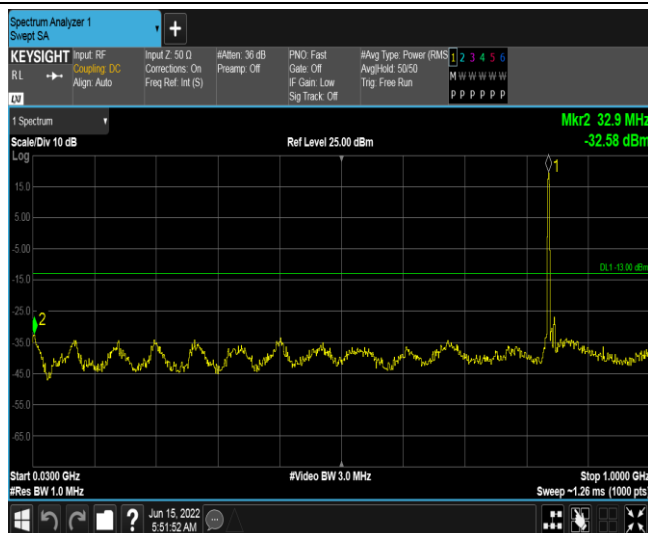 Spectrum Analyzer 1
Swept SA
+
KEYSIGHT
RL
LXI
Input: RF
Coupling: DC
Align: Auto
Input Z: 50 Ω
Corrections: On
Freq Ref: Int (S)
#Atten: 36 dB
Preamp: Off
PNO: Fast
Gate: Off
IF Gain: Low
Sig Track: Off
#Avg Type: Power (RMS
Avg|Hold: 50/50
Trig: Free Run
1 2 3 4 5 6
M W W W W W
P P P P P P
1 Spectrum
Scale/Div 10 dB
Log
Ref Level 25.00 dBm
Mkr2 32.9 MHz
-32.58 dBm
1
15.0
5.00
-5.00
DL1 -13.00 dBm
-15.0
-25.0
2
-35.0
-45.0
-55.0
-65.0
Start 0.0300 GHz
#Video BW 3.0 MHz
Stop 1.0000 GHz
#Res BW 1.0 MHz
Sweep ~1.26 ms (1000 pts)
?
Jun 15, 2022
5:51:52 AM